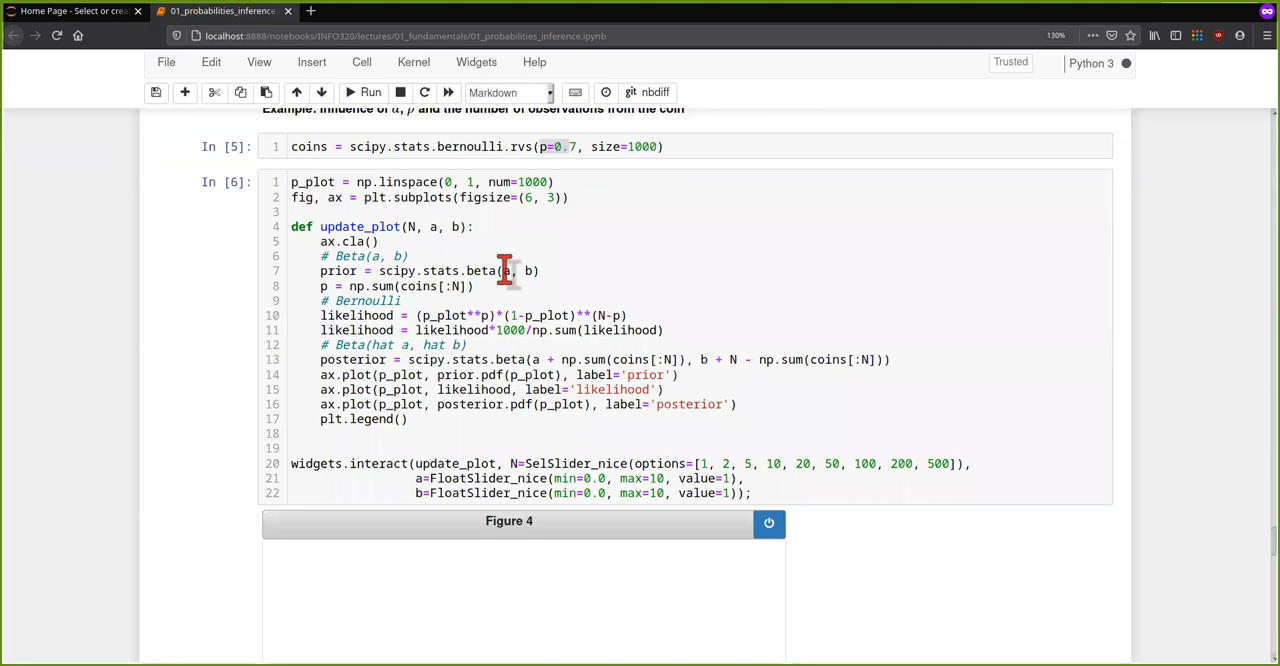 Home Page - Select or crea
01_probabilities_inference
localhost:8888/notebooks/INFO320/lectures/01_fundamentals/01_probabilities_inference.ipynb
130%
File Edit View Insert Cell Kernel Widgets Help
Trusted
Python 3
Run
Markdown
git nbdiff
Example: Influence of α, and the number of observations from the coin
In [5]:
1 coins = scipy.stats.bernoulli.rvs(p=0.7, size=1000)
In [6]:
1 p_plot = np.linspace(0, 1, num=1000)
2 fig, ax = plt.subplots(figsize=(6, 3))
3
4 def update_plot(N, a, b):
5 ax.cla()
6 # Beta(a, b)
7 prior = scipy.stats.beta(a, b)
8 p = np.sum(coins[:N])
9 # Bernoulli
10 likelihood = (p_plot**p)*(1-p_plot)**(N-p)
11 likelihood = likelihood*1000/np.sum(likelihood)
12 # Beta(hat a, hat b)
13 posterior = scipy.stats.beta(a + np.sum(coins[:N]), b + N - np.sum(coins[:N]))
14 ax.plot(p_plot, prior.pdf(p_plot), label='prior')
15 ax.plot(p_plot, likelihood, label='likelihood')
16 ax.plot(p_plot, posterior.pdf(p_plot), label='posterior')
17 plt.legend()
18
19
20 widgets.interact(update_plot, N=SelSlider_nice(options=[1, 2, 5, 10, 20, 50, 100, 200, 500]),
21 a=FloatSlider_nice(min=0.0, max=10, value=1),
22 b=FloatSlider_nice(min=0.0, max=10, value=1));
Figure 4